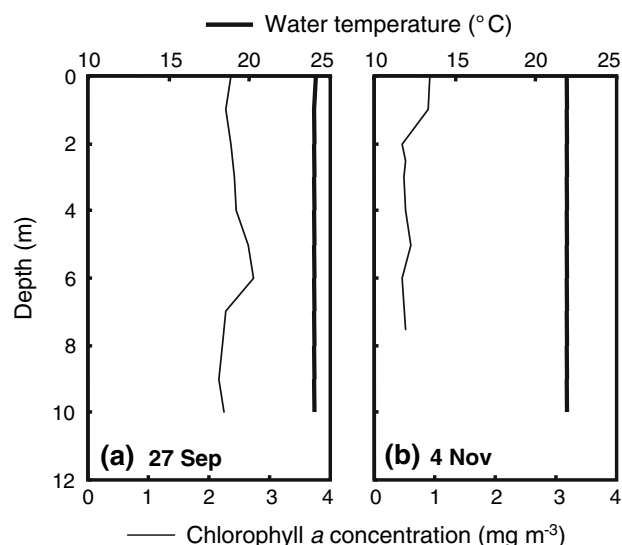 Water temperature (°C)
10 15 20 25 10 15 20 25
0
2
4
6
8
10
12
Depth (m)
(a) 27 Sep
(b) 4 Nov
0 1 2 3 4 0 1 2 3 4
Chlorophyll a concentration (mg m⁻³)